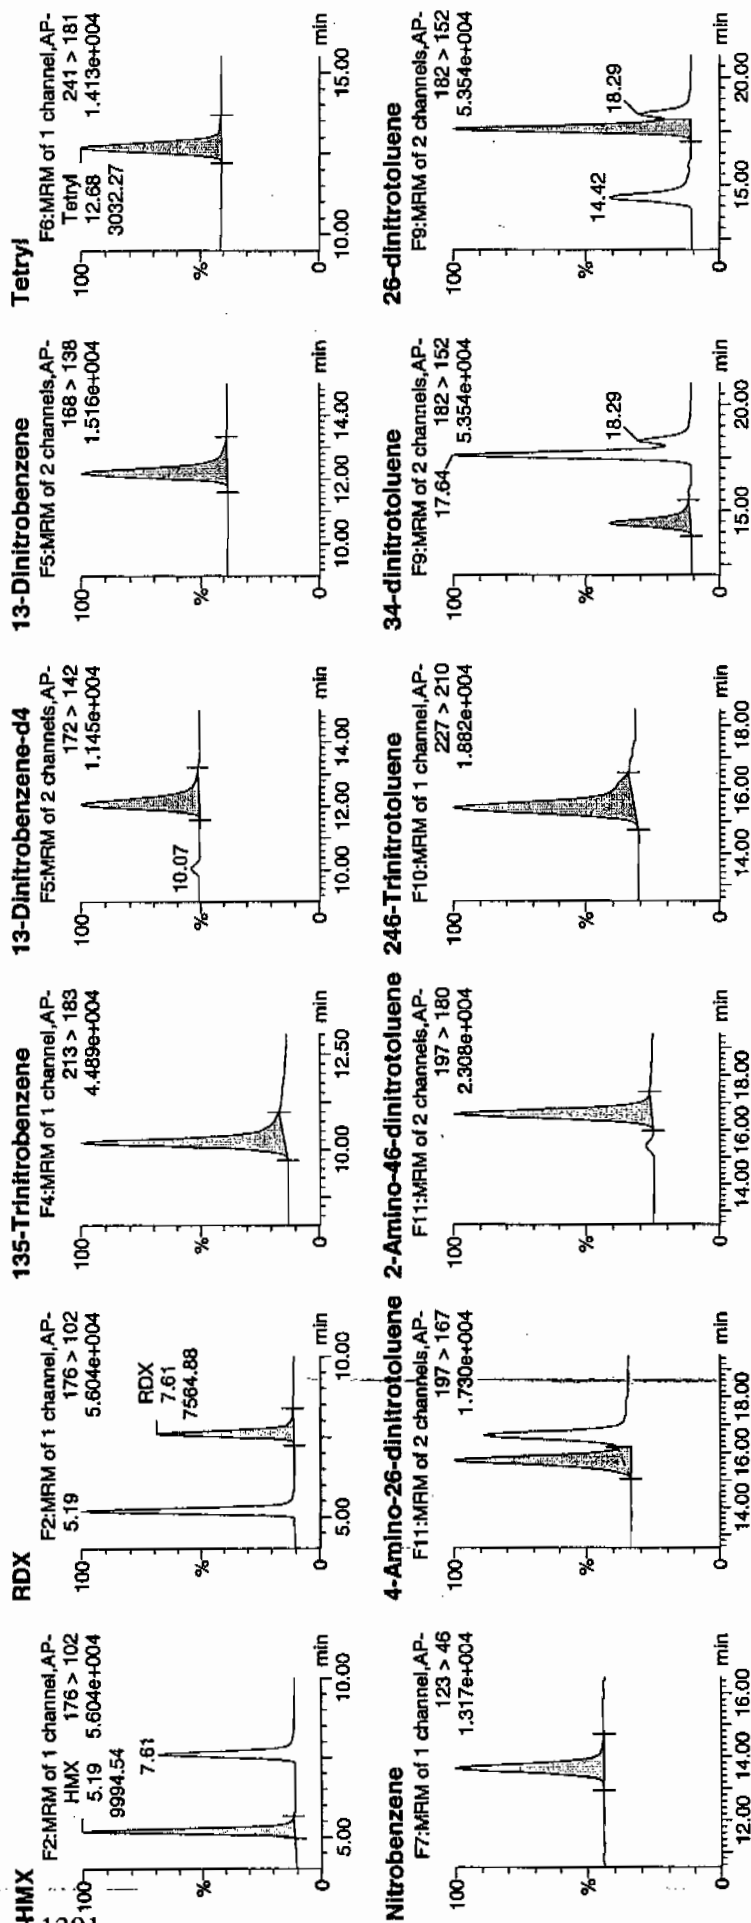 HMX
F2:MRM of 1 channel,AP-
HMX 176 > 102
5.19 5.604e+004
9994.54
7.61
100
%
0
5.00 10.00 min
RDX
F2:MRM of 1 channel,AP-
5.19 176 > 102
5.604e+004
RDX
7.61
7564.88
100
%
0
5.00 10.00 min
135-Trinitrobenzene
F4:MRM of 1 channel,AP-
213 > 183
4.489e+004
100
%
0
10.00 12.50 min
13-Dinitrobenzene-d4
F5:MRM of 2 channels,AP-
172 > 142
1.145e+004
10.07
100
%
0
10.00 12.00 14.00 min
13-Dinitrobenzene
F5:MRM of 2 channels,AP-
168 > 138
1.516e+004
100
%
0
10.00 12.00 14.00 min
Tetryl
F6:MRM of 1 channel,AP-
Tetryl 241 > 181
12.68 1.413e+004
3032.27
100
%
0
10.00 15.00 min
Nitrobenzene
F7:MRM of 1 channel,AP-
123 > 46
1.317e+004
100
%
0
12.00 14.00 16.00 min
4-Amino-26-dinitrotoluene
F11:MRM of 2 channels,AP-
197 > 167
1.730e+004
100
%
0
14.00 16.00 18.00 min
2-Amino-46-dinitrotoluene
F11:MRM of 2 channels,AP-
197 > 180
2.308e+004
100
%
0
14.00 16.00 18.00 min
246-Trinitrotoluene
F10:MRM of 1 channel,AP-
227 > 210
1.882e+004
100
%
0
14.00 16.00 18.00 min
34-dinitrotoluene
F9:MRM of 2 channels,AP-
17.64 182 > 152
5.354e+004
18.29
100
%
0
15.00 20.00 min
26-dinitrotoluene
F9:MRM of 2 channels,AP-
182 > 152
5.354e+004
14.42 18.29
100
%
0
15.00 20.00 min